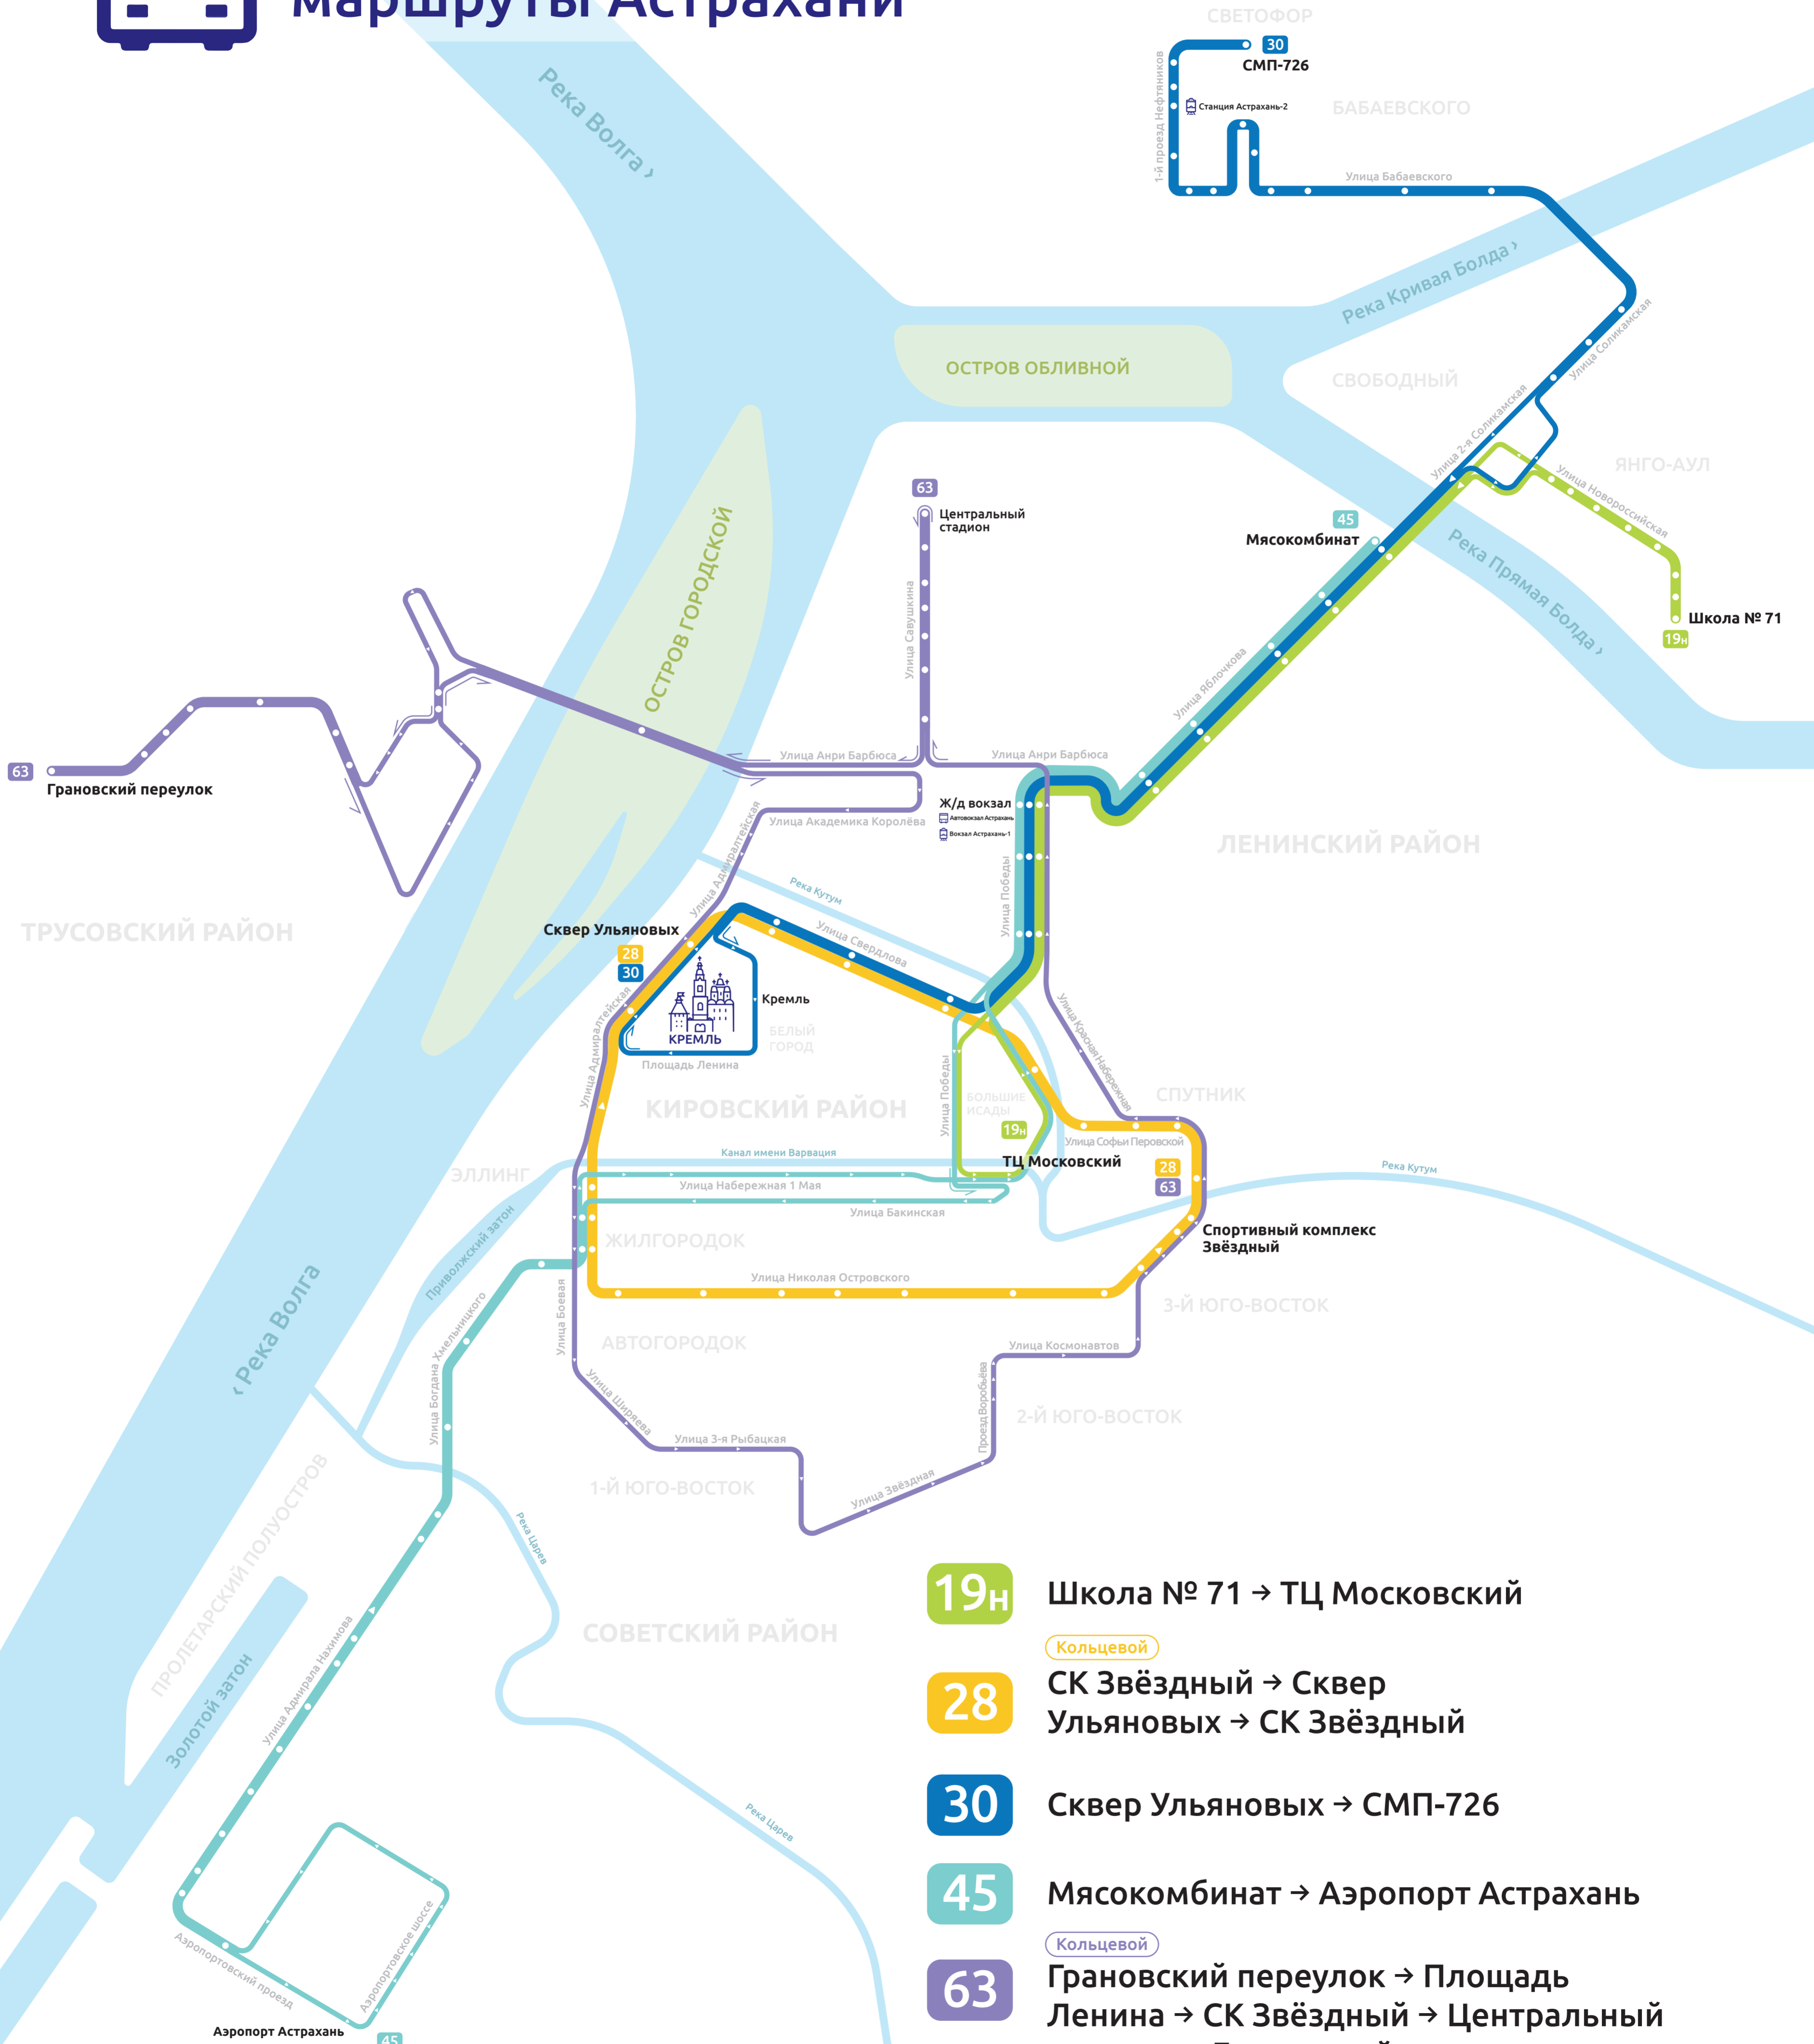 маршруты Астрахани
СВЕТОФОР
30
СМП-726
1-й проезд Нефтяников
Станция Астрахань-2
БАБАЕВСКОГО
Улица Бабаевского
Река Волга ›
Река Кривая Болда ›
Улица Соликамская
ОСТРОВ ОБЛИВНОЙ
СВОБОДНЫЙ
Улица 2-я Соликамская
ЯНГО-АУЛ
Улица Новороссийская
63
Центральный
стадион
45
Мясокомбинат
Река Прямая Болда ›
Школа № 71
19н
ОСТРОВ ГОРОДСКОЙ
Улица Савушкина
Улица Яблочкова
Улица Анри Барбюса
Улица Анри Барбюса
63
Грановский переулок
Ж/д вокзал
Автовокзал Астрахань
Вокзал Астрахань-1
Улица Академика Королёва
Улица Адмиралтейская
ЛЕНИНСКИЙ РАЙОН
Река Кутум
Улица Победы
ТРУСОВСКИЙ РАЙОН
Сквер Ульяновых
28
30
Улица Свердлова
Кремль
КРЕМЛЬ
БЕЛЫЙ
ГОРОД
Площадь Ленина
Улица Адмиралтейская
Улица Красная Набережная
КИРОВСКИЙ РАЙОН
Улица Победы
БОЛЬШИЕ
ИСАДЫ
19н
СПУТНИК
Улица Софьи Перовской
ТЦ Московский
28
63
Канал имени Варвация
ЭЛЛИНГ
Улица Набережная 1 Мая
Улица Бакинская
Река Кутум
Спортивный комплекс
Звёздный
Приволжский затон
ЖИЛГОРОДОК
Улица Николая Островского
3-Й ЮГО-ВОСТОК
‹ Река Волга
Улица Богдана Хмельницкого
Улица Боевая
АВТОГОРОДОК
Улица Космонавтов
Улица Ширяева
Проезд Воробьёва
2-Й ЮГО-ВОСТОК
Улица 3-я Рыбацкая
1-Й ЮГО-ВОСТОК
Улица Звёздная
ПРОЛЕТАРСКИЙ ПОЛУОСТРОВ
Река Царев
СОВЕТСКИЙ РАЙОН
Золотой затон
Улица Адмирала Нахимова
Река Царев
Аэропортовский проезд
Аэропортовское шоссе
Аэропорт Астрахань
45
19н
Школа № 71 → ТЦ Московский
Кольцевой
28
СК Звёздный → Сквер
Ульяновых → СК Звёздный
30
Сквер Ульяновых → СМП-726
45
Мясокомбинат → Аэропорт Астрахань
Кольцевой
63
Грановский переулок → Площадь
Ленина → СК Звёздный → Центральный